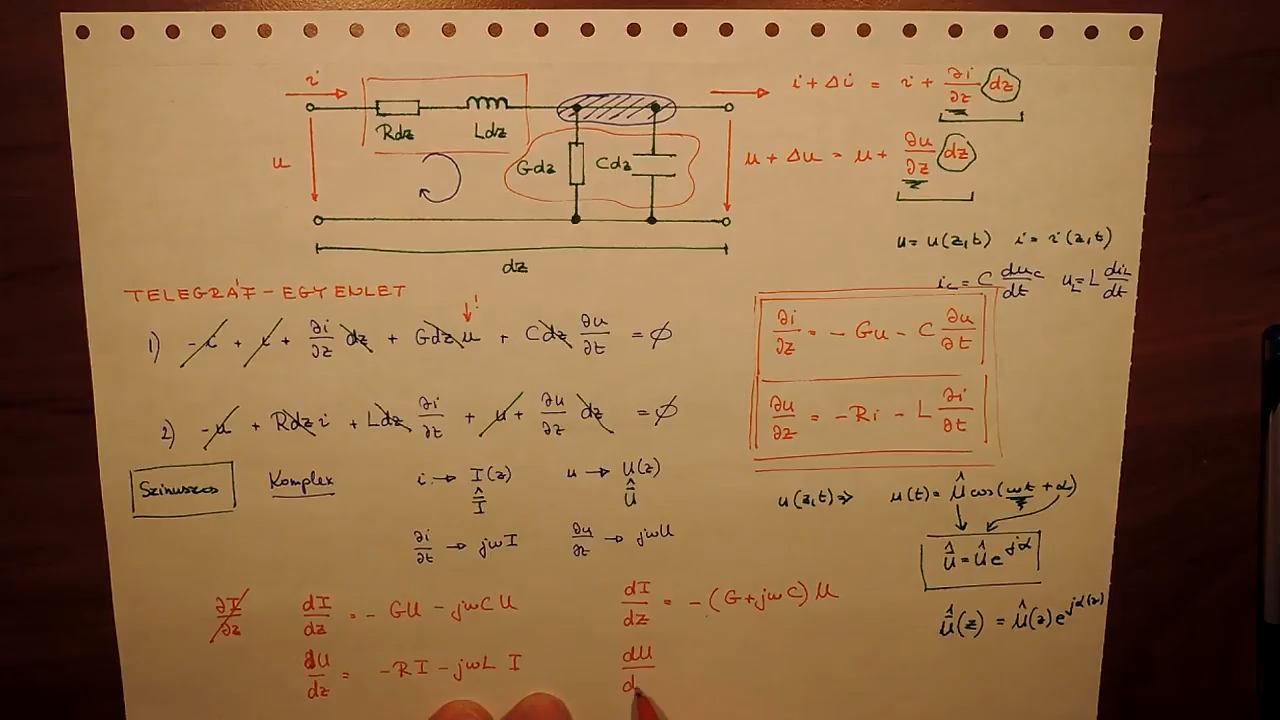 i
i + Δi = i + ∂i/∂z dz
Rdz Ldz
u Gdz Cdz u + Δu = u + ∂u/∂z dz
u = u(z,t) i = i(z,t)
dz
i_C = C du_C/dt u_L = L di_L/dt
TELEGRÁF - EGYENLET
!
1) -i + i + ∂i/∂z dz + Gdz u + Cdz ∂u/∂t = ϕ
∂i/∂z = - Gu - C ∂u/∂t
2) -u + Rdz i + Ldz ∂i/∂t + u + ∂u/∂z dz = ϕ
∂u/∂z = -Ri - L ∂i/∂t
Szinuszos Komplex i → I(z) u → U(z)
Î Û
u(z,t) ⇒ u(t) = û cos(ωt + α)
∂i/∂t → jωI ∂u/∂t → jωU
Û = û e^jα
∂I/∂z dI/dz = - GU - jωC U dI/dz = -(G+jωC) U
Û(z) = û(z) e^jα(z)
dU/dz = -RI - jωL I dU/d